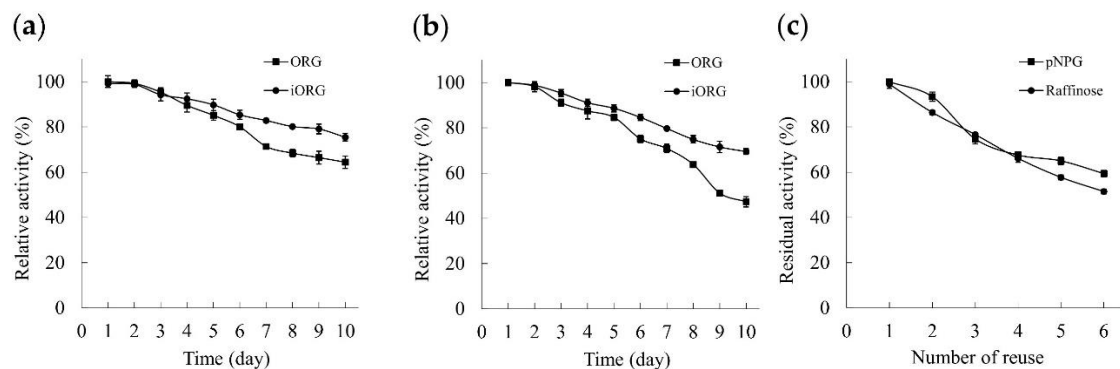 (a)
ORG
iORG
Relative activity (%)
100
80
60
40
20
0
0 1 2 3 4 5 6 7 8 9 10
Time (day)
(b)
ORG
iORG
Relative activity (%)
100
80
60
40
20
0
0 1 2 3 4 5 6 7 8 9 10
Time (day)
(c)
pNPG
Raffinose
Residual activity (%)
100
80
60
40
20
0
0 1 2 3 4 5 6
Number of reuse